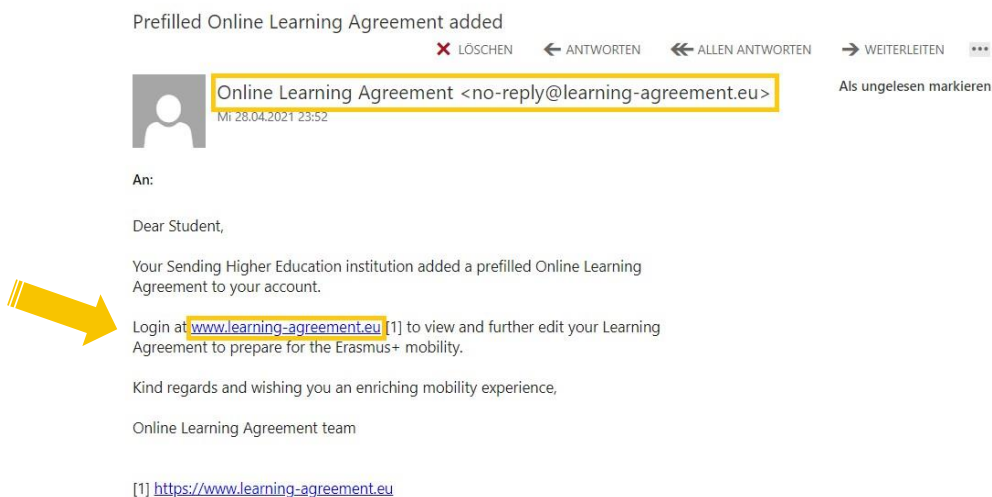 Prefilled Online Learning Agreement added
LÖSCHEN ANTWORTEN ALLEN ANTWORTEN WEITERLEITEN
Online Learning Agreement <no-reply@learning-agreement.eu>
Als ungelesen markieren
Mi 28.04.2021 23:52
An:
Dear Student,
Your Sending Higher Education institution added a prefilled Online Learning
Agreement to your account.
Login at www.learning-agreement.eu [1] to view and further edit your Learning
Agreement to prepare for the Erasmus+ mobility.
Kind regards and wishing you an enriching mobility experience,
Online Learning Agreement team
[1] https://www.learning-agreement.eu